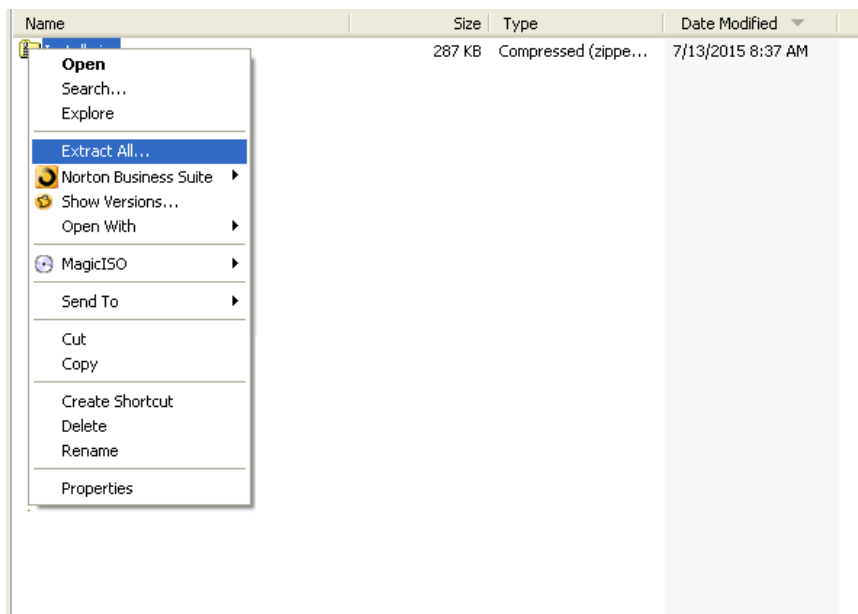 Name Size Type Date Modified
287 KB Compressed (zippe... 7/13/2015 8:37 AM
Open
Search...
Explore
Extract All...
Norton Business Suite
Show Versions...
Open With
MagicISO
Send To
Cut
Copy
Create Shortcut
Delete
Rename
Properties